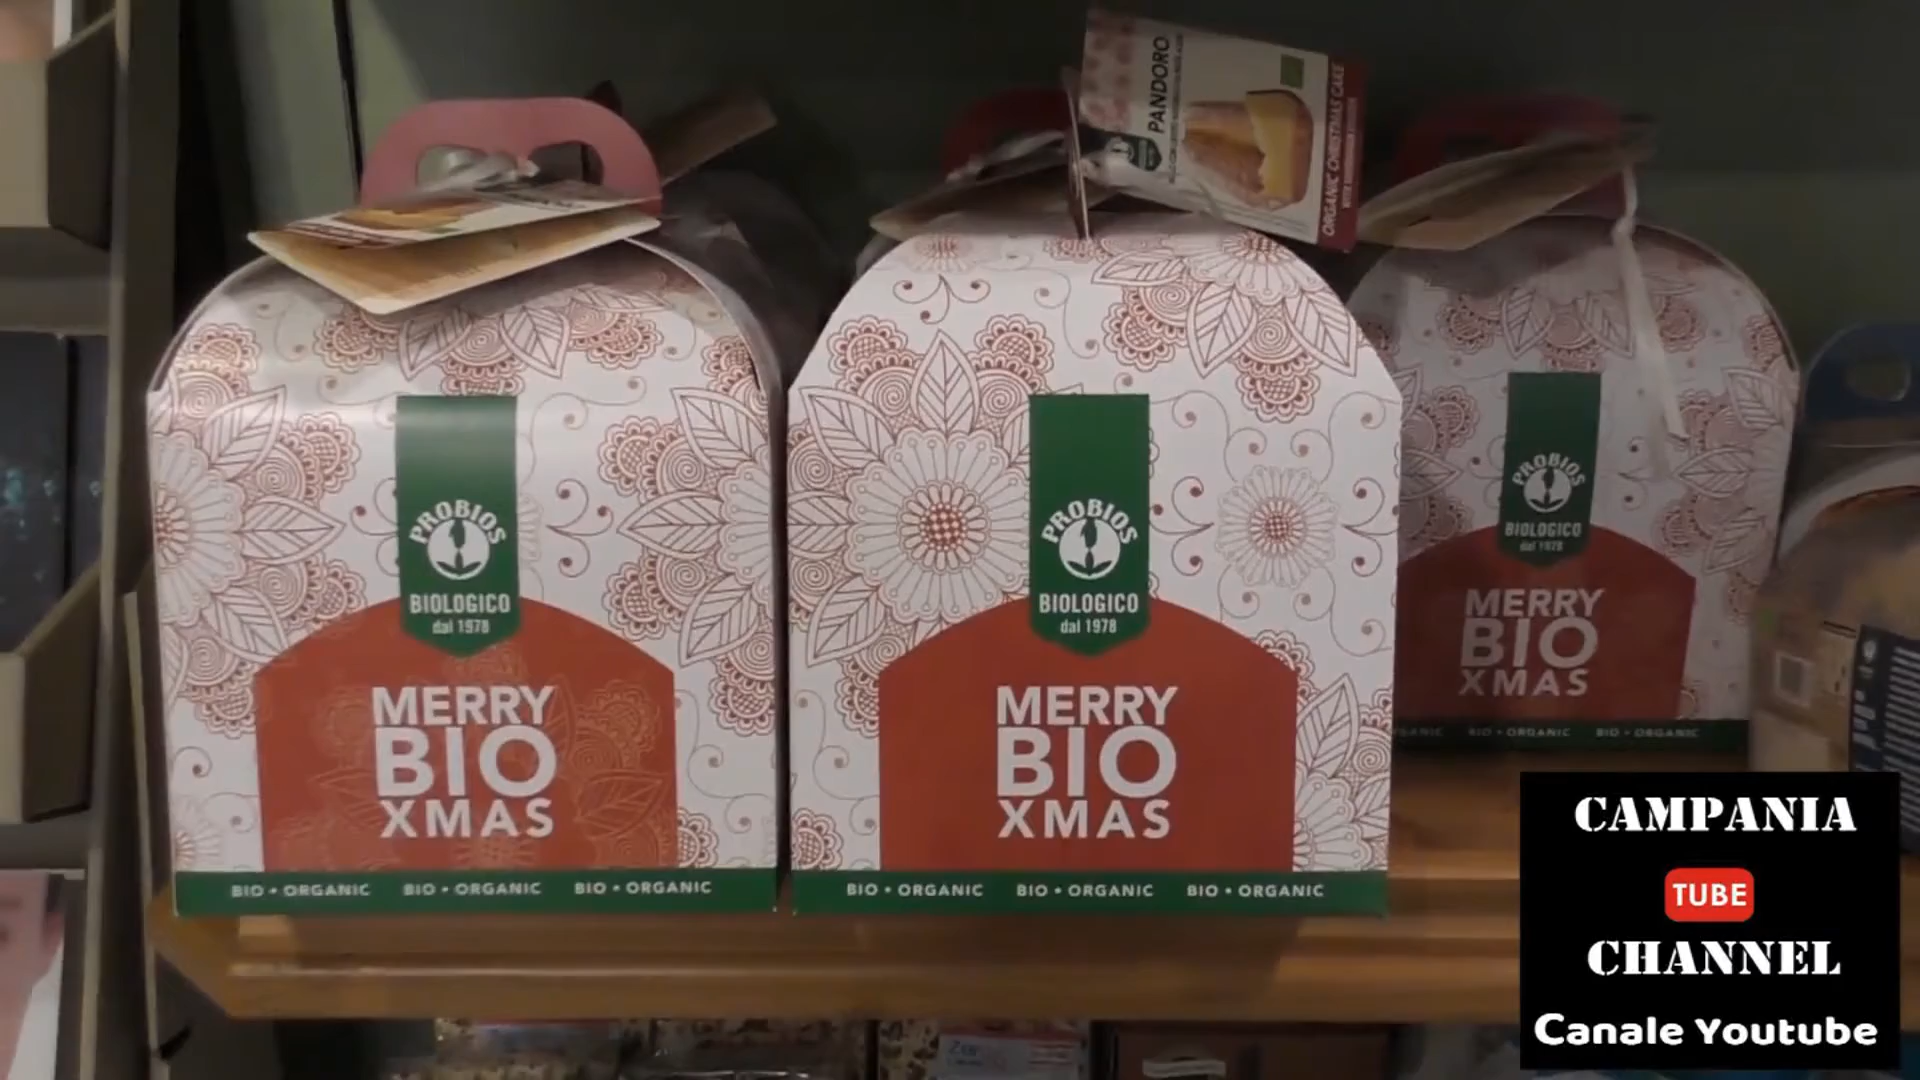 PANDORO
ORGANIC CHRISTMAS CAKE
PROBIOS
BIOLOGICO
dal 1978
MERRY
BIO
XMAS
BIO • ORGANIC BIO • ORGANIC BIO • ORGANIC
PROBIOS
BIOLOGICO
dal 1978
MERRY
BIO
XMAS
BIO • ORGANIC BIO • ORGANIC BIO • ORGANIC
PROBIOS
BIOLOGICO
dal 1978
MERRY
BIO
XMAS
BIO • ORGANIC BIO • ORGANIC
CAMPANIA
TUBE
CHANNEL
Canale Youtube